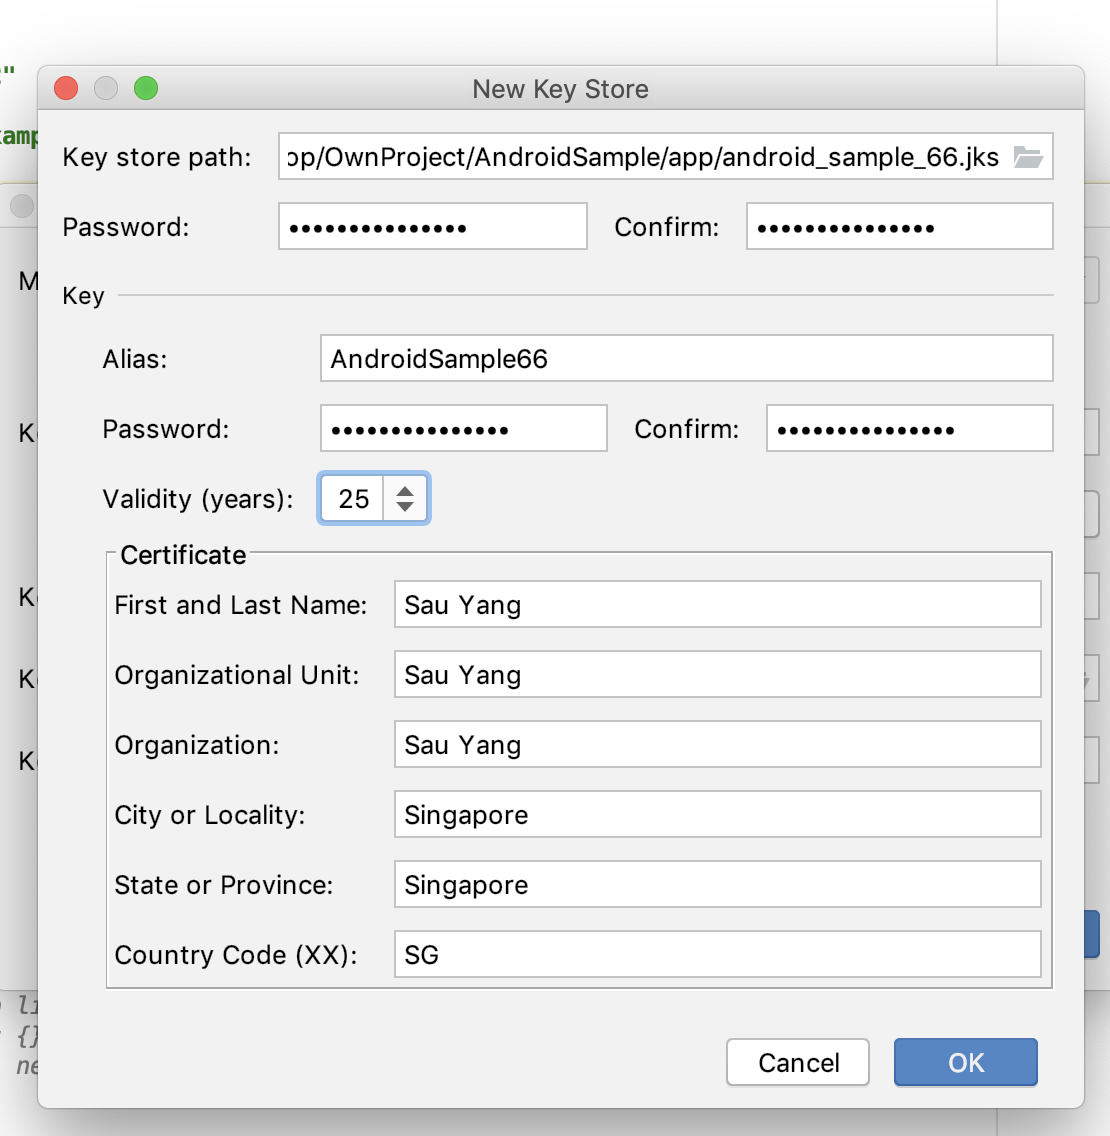 New Key Store
Key store path: op/OwnProject/AndroidSample/app/android_sample_66.jks
Password: ••••••••••••••• Confirm: •••••••••••••••
Key
Alias: AndroidSample66
Password: ••••••••••••••• Confirm: •••••••••••••••
Validity (years): 25
Certificate
First and Last Name: Sau Yang
Organizational Unit: Sau Yang
Organization: Sau Yang
City or Locality: Singapore
State or Province: Singapore
Country Code (XX): SG
Cancel OK